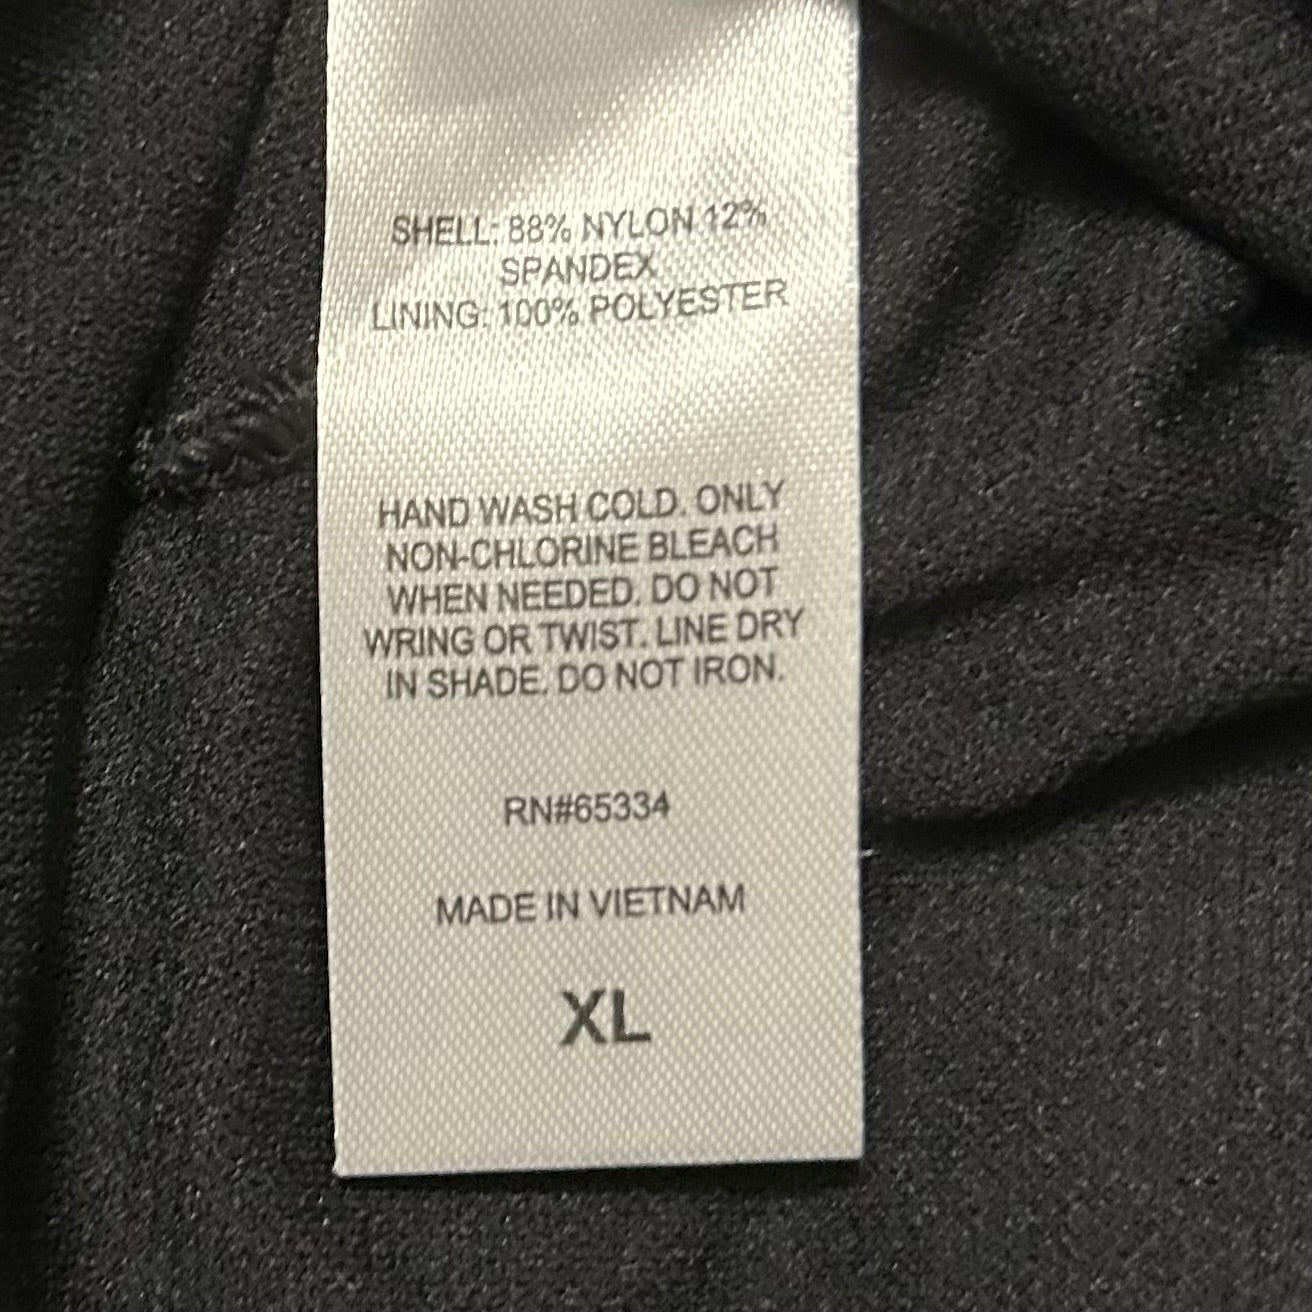 SHELL: 88% NYLON 12%
SPANDEX
LINING: 100% POLYESTER
HAND WASH COLD. ONLY
NON-CHLORINE BLEACH
WHEN NEEDED. DO NOT
WRING OR TWIST. LINE DRY
IN SHADE. DO NOT IRON.
RN#65334
MADE IN VIETNAM
XL